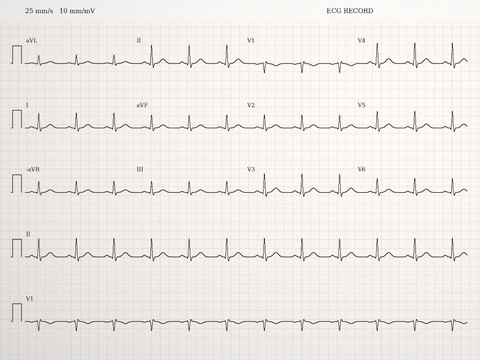 25 mm/s 10 mm/mV ECG RECORD
aVL II V1 V4
I aVF V2 V5
-aVR III V3 V6
II
V1